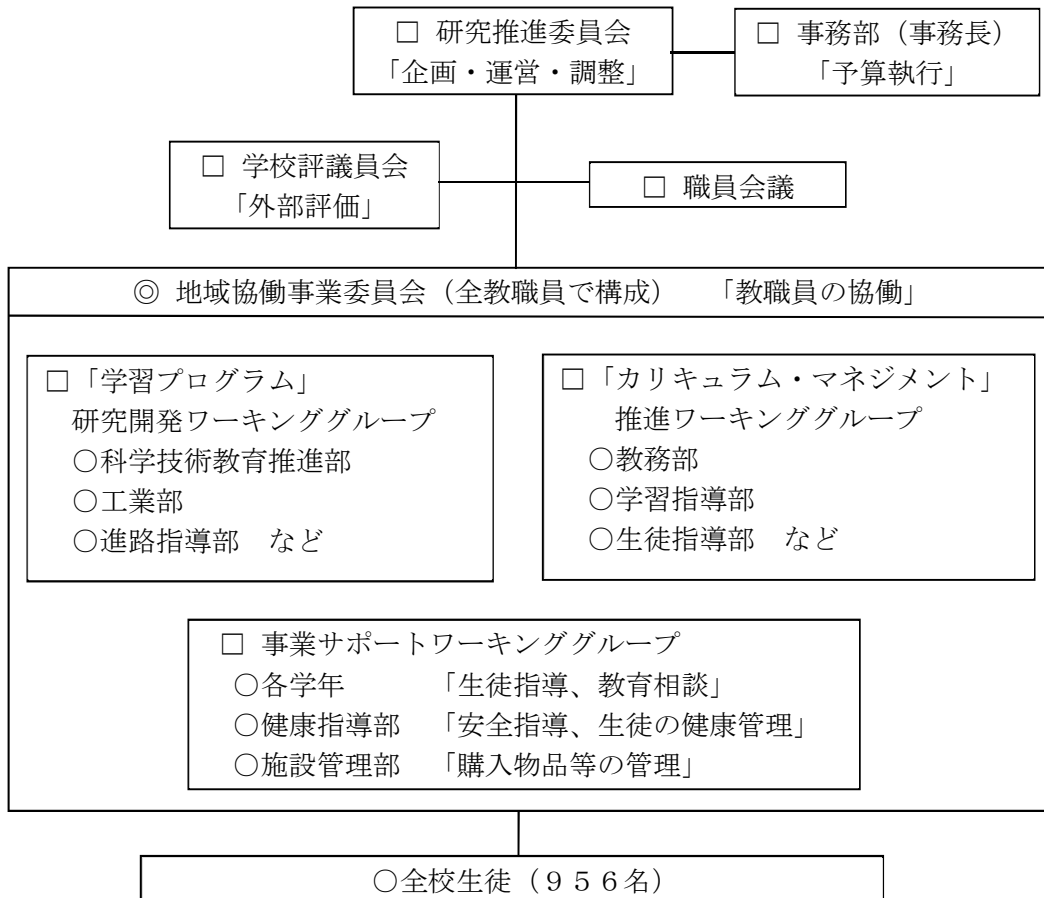 □ 研究推進委員会
「企画・運営・調整」
□ 事務部（事務長）
「予算執行」
□ 学校評議員会
「外部評価」
□ 職員会議
◎ 地域協働事業委員会（全教職員で構成）　「教職員の協働」
□「学習プログラム」
研究開発ワーキンググループ
○科学技術教育推進部
○工業部
○進路指導部　など
□「カリキュラム・マネジメント」
推進ワーキンググループ
○教務部
○学習指導部
○生徒指導部　など
□ 事業サポートワーキンググループ
○各学年　　　「生徒指導、教育相談」
○健康指導部　「安全指導、生徒の健康管理」
○施設管理部　「購入物品等の管理」
○全校生徒（９５６名）